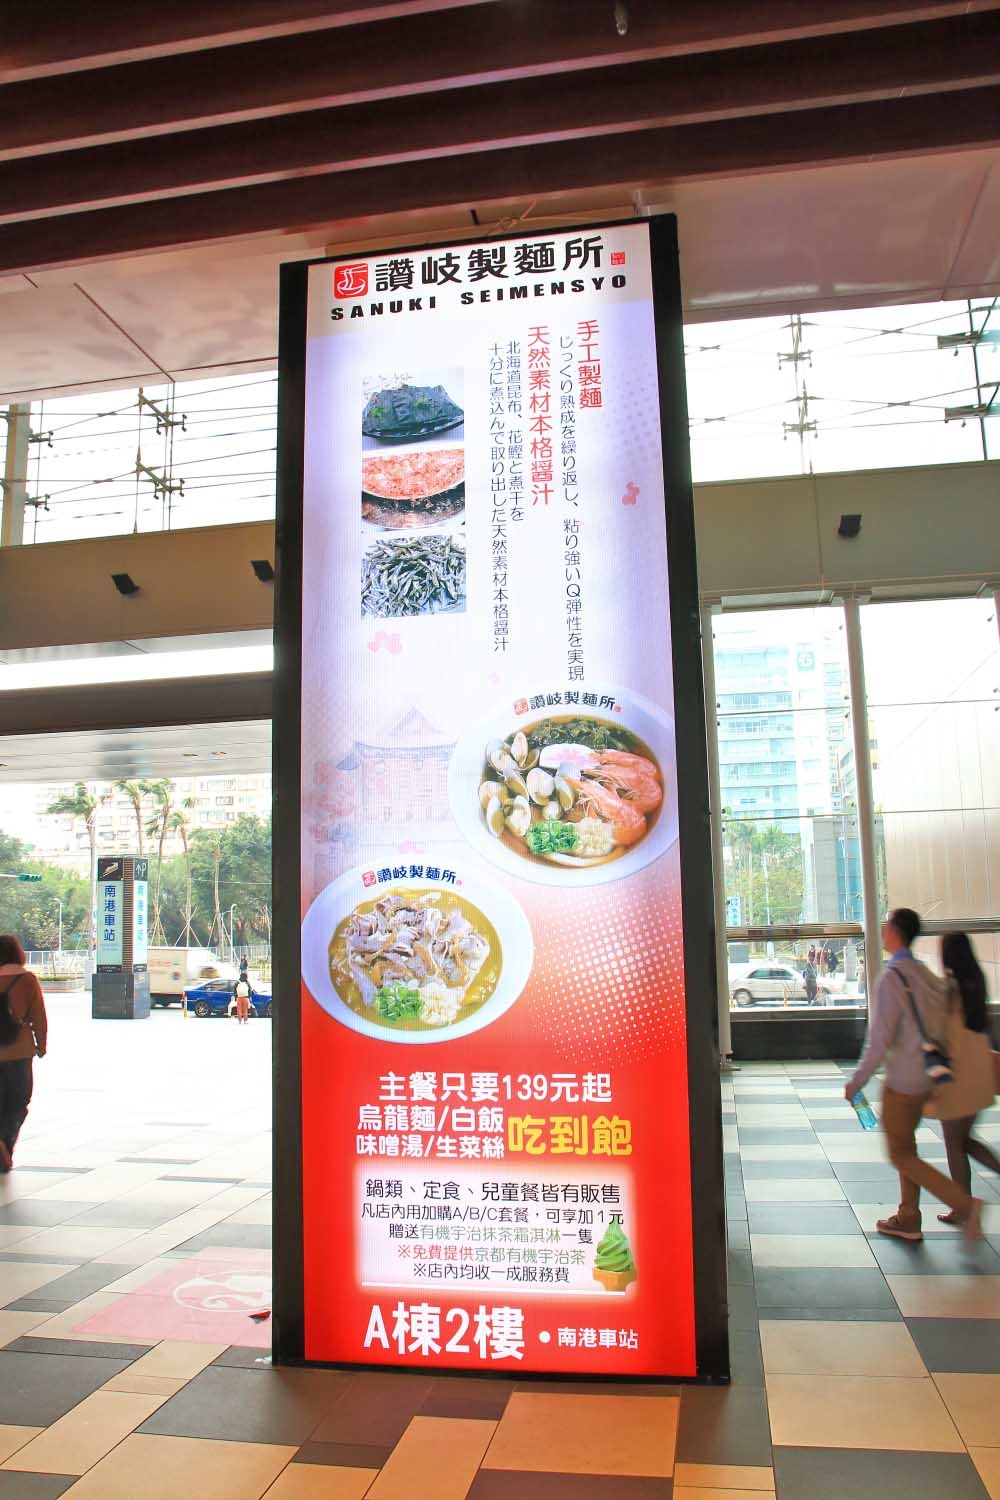 讚岐製麵所
SANUKI SEIMENSYO
手工製麵
じっくり熟成を繰り返し、粘り強いQ弾性を実現
天然素材本格醤汁
北海道昆布、花鰹と煮干を
十分に煮込んで取り出した天然素材本格醤汁
讚岐製麵所
讚岐製麵所
主餐只要139元起
烏龍麵/白飯
味噌湯/生菜絲
吃到飽
鍋類、定食、兒童餐皆有販售
凡店內用加購A/B/C套餐，可享加1元
贈送有機宇治抹茶霜淇淋一隻
※免費提供京都有機宇治茶
※店內均收一成服務費
A棟2樓•南港車站
南港車站